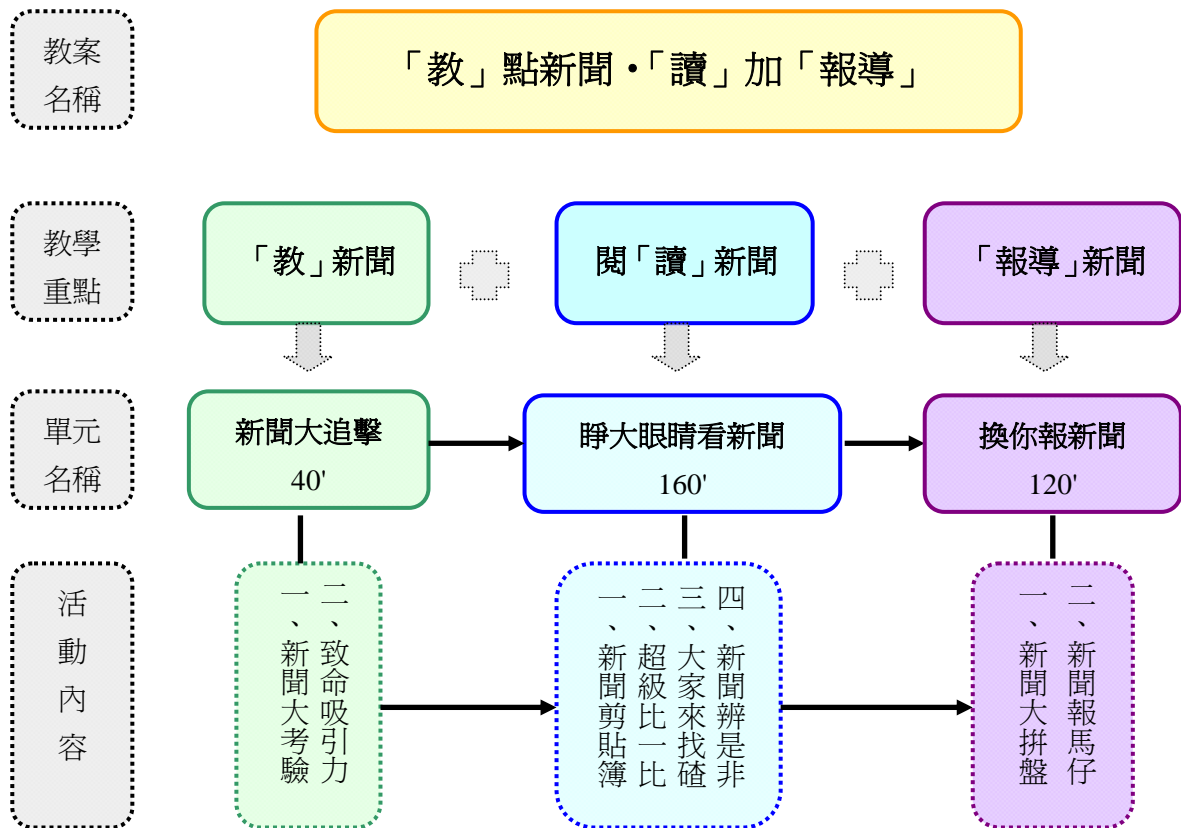 教案
名稱
「教」點新聞•「讀」加「報導」
教學
重點
「教」新聞
閱「讀」新聞
「報導」新聞
單元
名稱
新聞大追擊
40'
睜大眼睛看新聞
160'
換你報新聞
120'
活
動
內
容
一、新聞大考驗
二、致命吸引力
一、新聞剪貼簿
二、超級比一比
三、大家來找碴
四、新聞辨是非
一、新聞大拼盤
二、新聞報馬仔